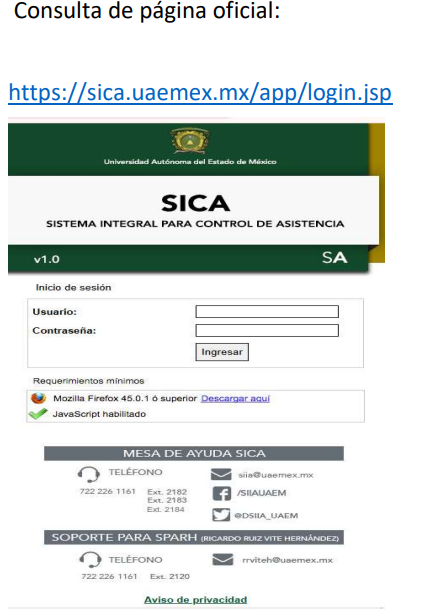 Consulta de página oficial:
https://sica.uaemex.mx/app/login.jsp
Universidad Autónoma del Estado de México
SICA
SISTEMA INTEGRAL PARA CONTROL DE ASISTENCIA
v1.0 SA
Inicio de sesión
Usuario:
Contraseña:
Ingresar
Requerimientos mínimos
Mozilla Firefox 45.0.1 ó superior Descargar aquí
JavaScript habilitado
MESA DE AYUDA SICA
TELÉFONO siia@uaemex.mx
722 226 1161 Ext. 2182 /SIIAUAEM
Ext. 2183
Ext. 2184 @DSIIA_UAEM
SOPORTE PARA SPARH (RICARDO RUIZ VITE HERNÁNDEZ)
TELÉFONO rrviteh@uaemex.mx
722 226 1161 Ext. 2120
Aviso de privacidad